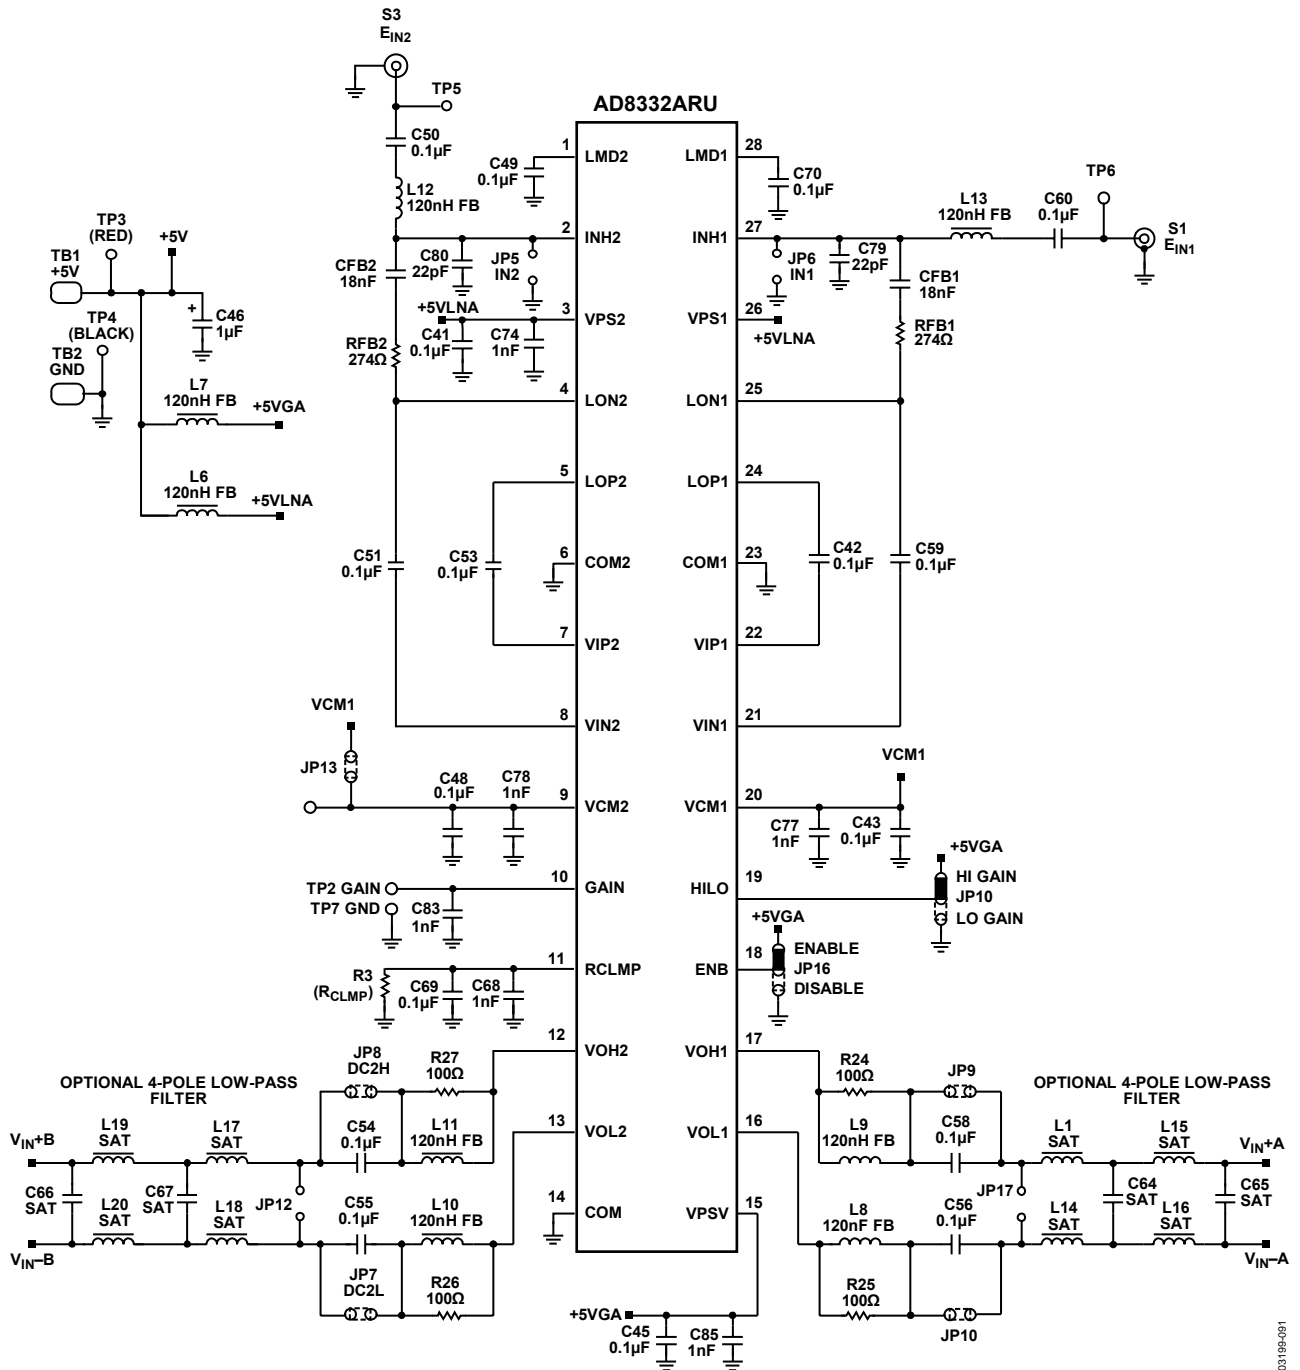 S3
EIN2
TP5
AD8332ARU
C50
0.1µF
L12
120nH FB
C49
0.1µF
1
LMD2
LMD1
28
C70
0.1µF
TP6
L13
120nH FB
C60
0.1µF
S1
EIN1
TP3
(RED)
+5V
TB1
+5V
TP4
(BLACK)
TB2
GND
C46
1µF
+
L7
120nH FB
+5VGA
L6
120nH FB
+5VLNA
2
INH2
INH1
27
CFB2
18nF
C80
22pF
JP5
IN2
JP6
IN1
C79
22pF
CFB1
18nF
+5VLNA
3
VPS2
VPS1
26
+5VLNA
RFB2
274Ω
C41
0.1µF
C74
1nF
RFB1
274Ω
4
LON2
LON1
25
5
LOP2
LOP1
24
C51
0.1µF
C53
0.1µF
6
COM2
COM1
23
C42
0.1µF
C59
0.1µF
7
VIP2
VIP1
22
8
VIN2
VIN1
21
VCM1
JP13
C48
0.1µF
C78
1nF
9
VCM2
VCM1
20
VCM1
C77
1nF
C43
0.1µF
TP2 GAIN
TP7 GND
C83
1nF
10
GAIN
HILO
19
+5VGA
HI GAIN
JP10
LO GAIN
R3
(RCLMP)
C69
0.1µF
C68
1nF
11
RCLMP
ENB
18
+5VGA
ENABLE
JP16
DISABLE
12
VOH2
VOH1
17
OPTIONAL 4-POLE LOW-PASS
FILTER
JP8
DC2H
R27
100Ω
R24
100Ω
JP9
OPTIONAL 4-POLE LOW-PASS
FILTER
13
VOL2
VOL1
16
VIN+B
L19
SAT
L17
SAT
C54
0.1µF
L11
120nH FB
L9
120nH FB
C58
0.1µF
L1
SAT
L15
SAT
VIN+A
C66
SAT
C67
SAT
JP12
JP17
C64
SAT
C65
SAT
L20
SAT
L18
SAT
C55
0.1µF
L10
120nH FB
14
COM
VPSV
15
L8
120nF FB
C56
0.1µF
L14
SAT
L16
SAT
VIN–B
VIN–A
JP7
DC2L
R26
100Ω
R25
100Ω
JP10
+5VGA
C45
0.1µF
C85
1nF
03199-091